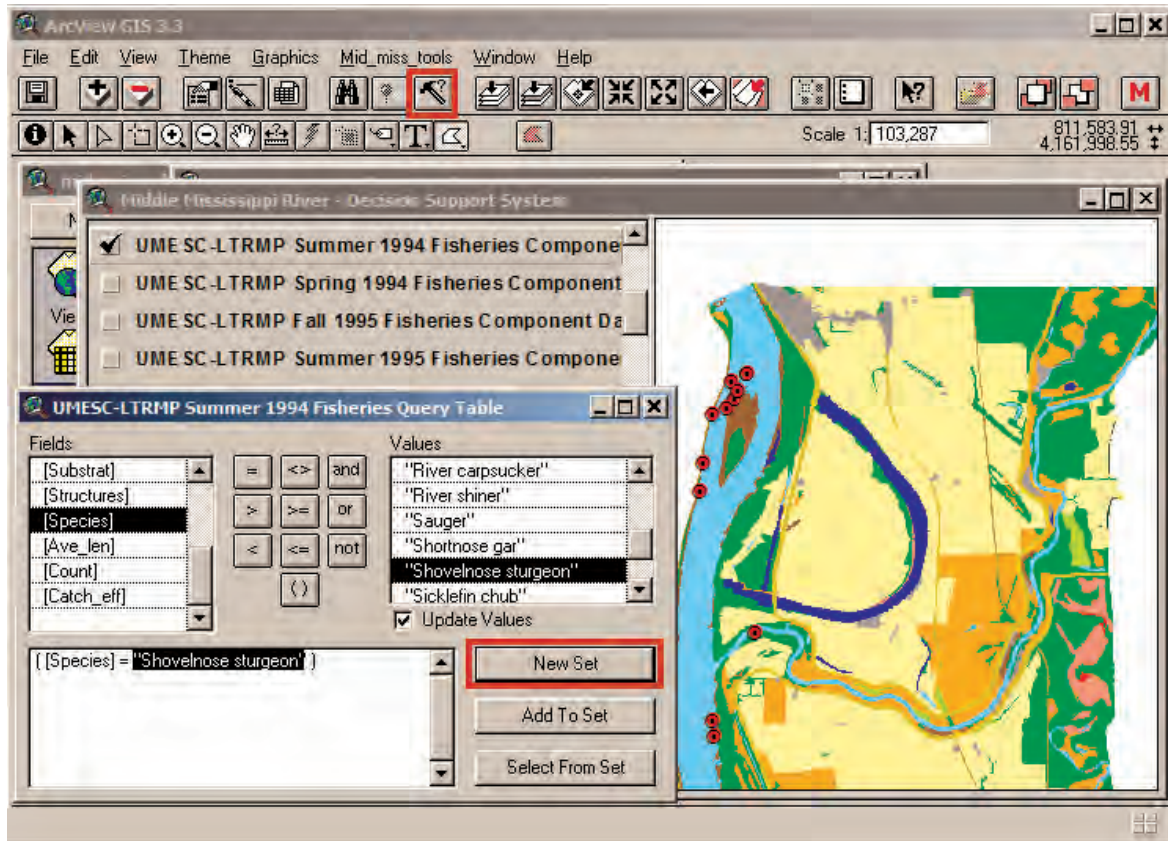 ArcView GIS 3.3
File Edit View Theme Graphics Mid_miss_tools Window Help
M
T
Scale 1: 103,287
811,583.91
4,161,998.55
Middle Mississippi River - Decision Support System
UMESC-LTRMP Summer 1994 Fisheries Compone
UMESC-LTRMP Spring 1994 Fisheries Component
Vie
UMESC-LTRMP Fall 1995 Fisheries Component Da
UMESC-LTRMP Summer 1995 Fisheries Compone
UMESC-LTRMP Summer 1994 Fisheries Query Table
Fields
Values
[Substrat]
[Structures]
[Species]
[Ave_len]
[Count]
[Catch_eff]
= <> and
> >= or
< <= not
()
"River carpsucker"
"River shiner"
"Sauger"
"Shortnose gar"
"Shovelnose sturgeon"
"Sicklefin chub"
Update Values
( [Species] = "Shovelnose sturgeon" )
New Set
Add To Set
Select From Set